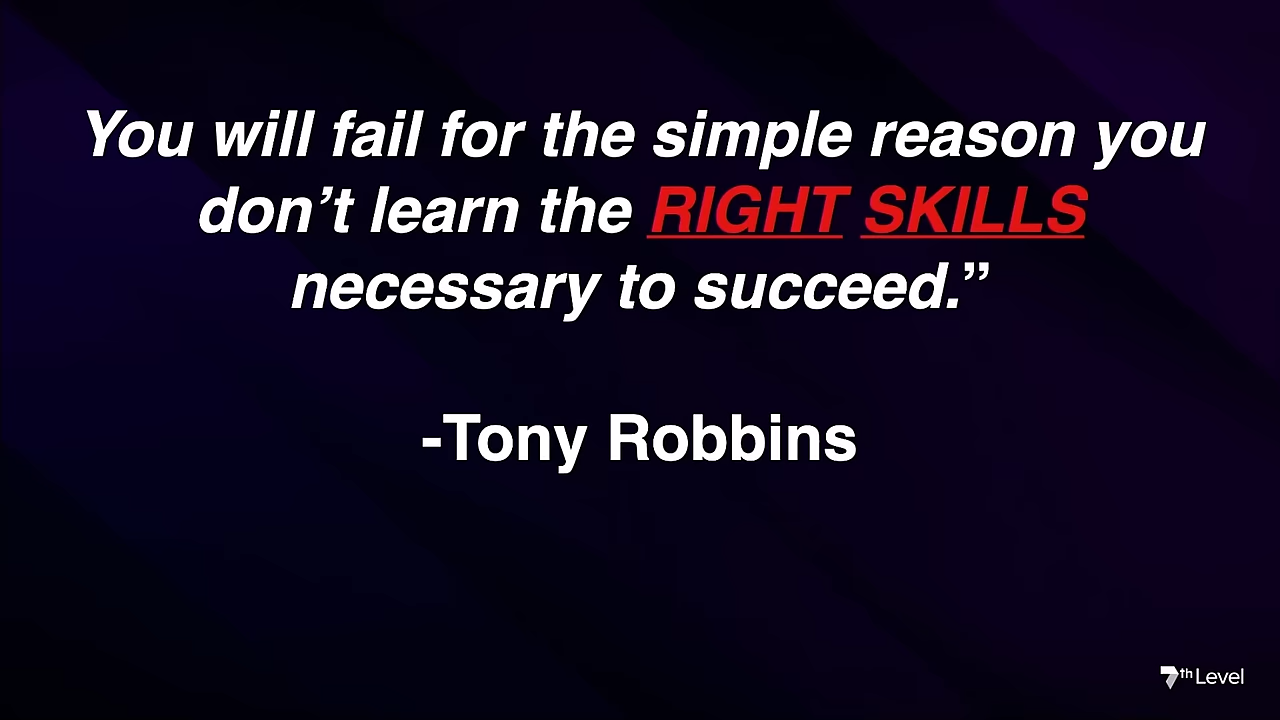 You will fail for the simple reason you
don’t learn the RIGHT SKILLS
necessary to succeed.”
-Tony Robbins
7th Level